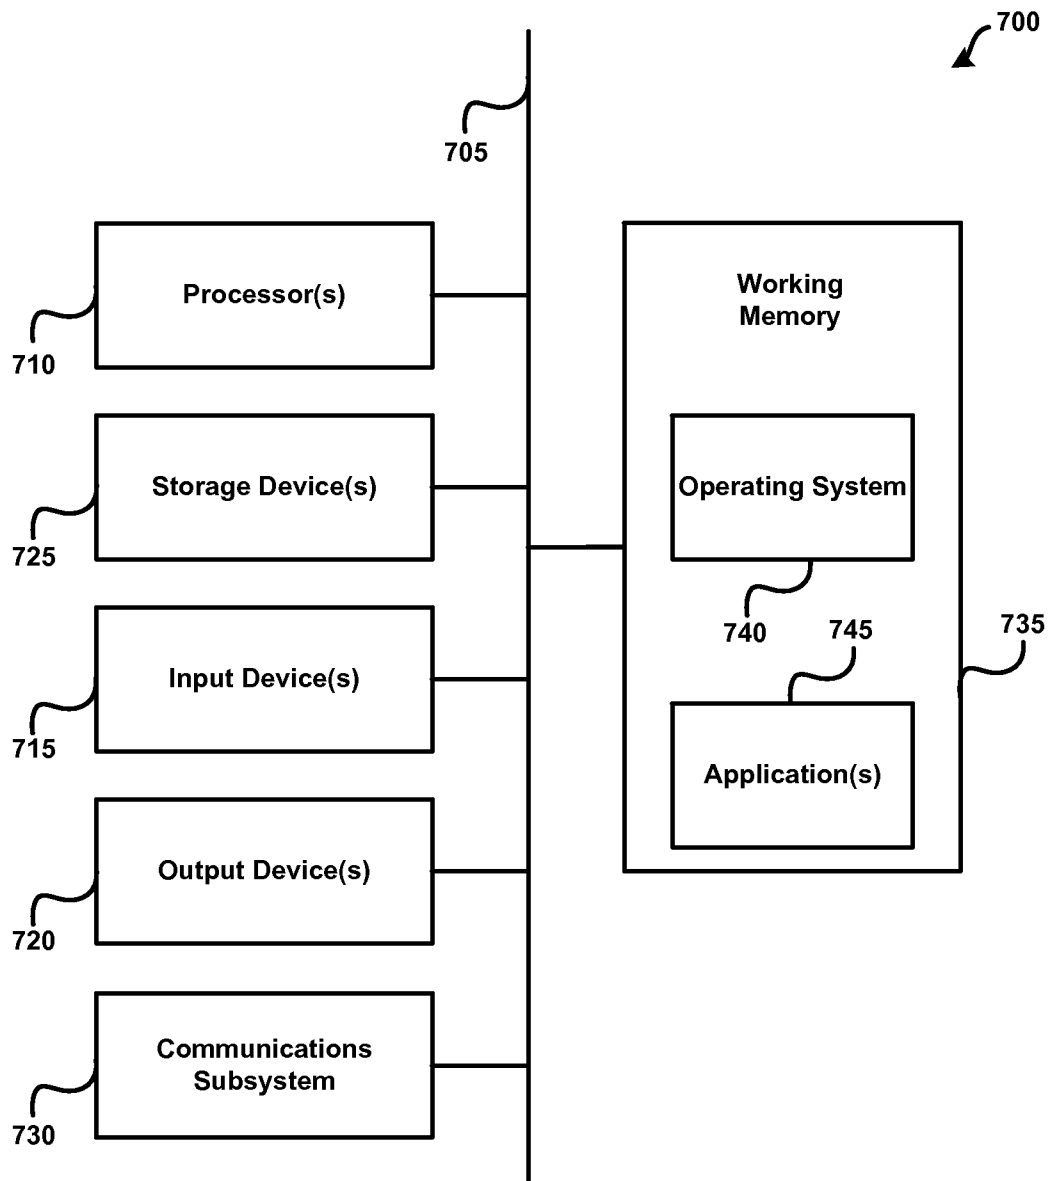 700
705
Processor(s)
710
Working
Memory
Storage Device(s)
725
Operating System
740
745
735
Input Device(s)
715
Application(s)
Output Device(s)
720
Communications
Subsystem
730